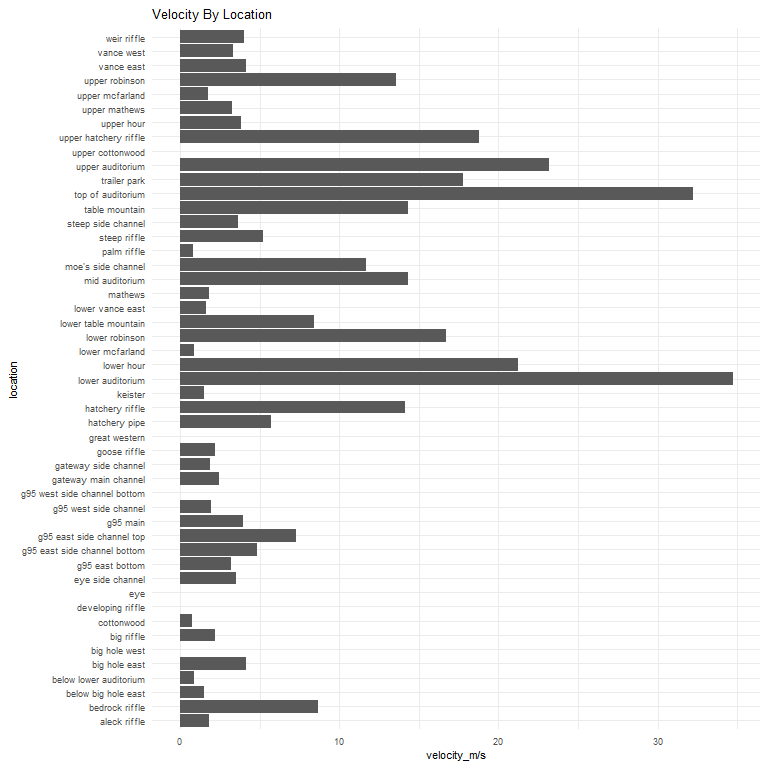 Velocity By Location
weir riffle
vance west
vance east
upper robinson
upper mcfarland
upper mathews
upper hour
upper hatchery riffle
upper cottonwood
upper auditorium
trailer park
top of auditorium
table mountain
steep side channel
steep riffle
palm riffle
moe's side channel
mid auditorium
mathews
lower vance east
lower table mountain
lower robinson
lower mcfarland
lower hour
lower auditorium
keister
hatchery riffle
hatchery pipe
great western
goose riffle
gateway side channel
gateway main channel
g95 west side channel bottom
g95 west side channel
g95 main
g95 east side channel top
g95 east side channel bottom
g95 east bottom
eye side channel
eye
developing riffle
cottonwood
big riffle
big hole west
big hole east
below lower auditorium
below big hole east
bedrock riffle
aleck riffle
location
0 10 20 30
velocity_m/s